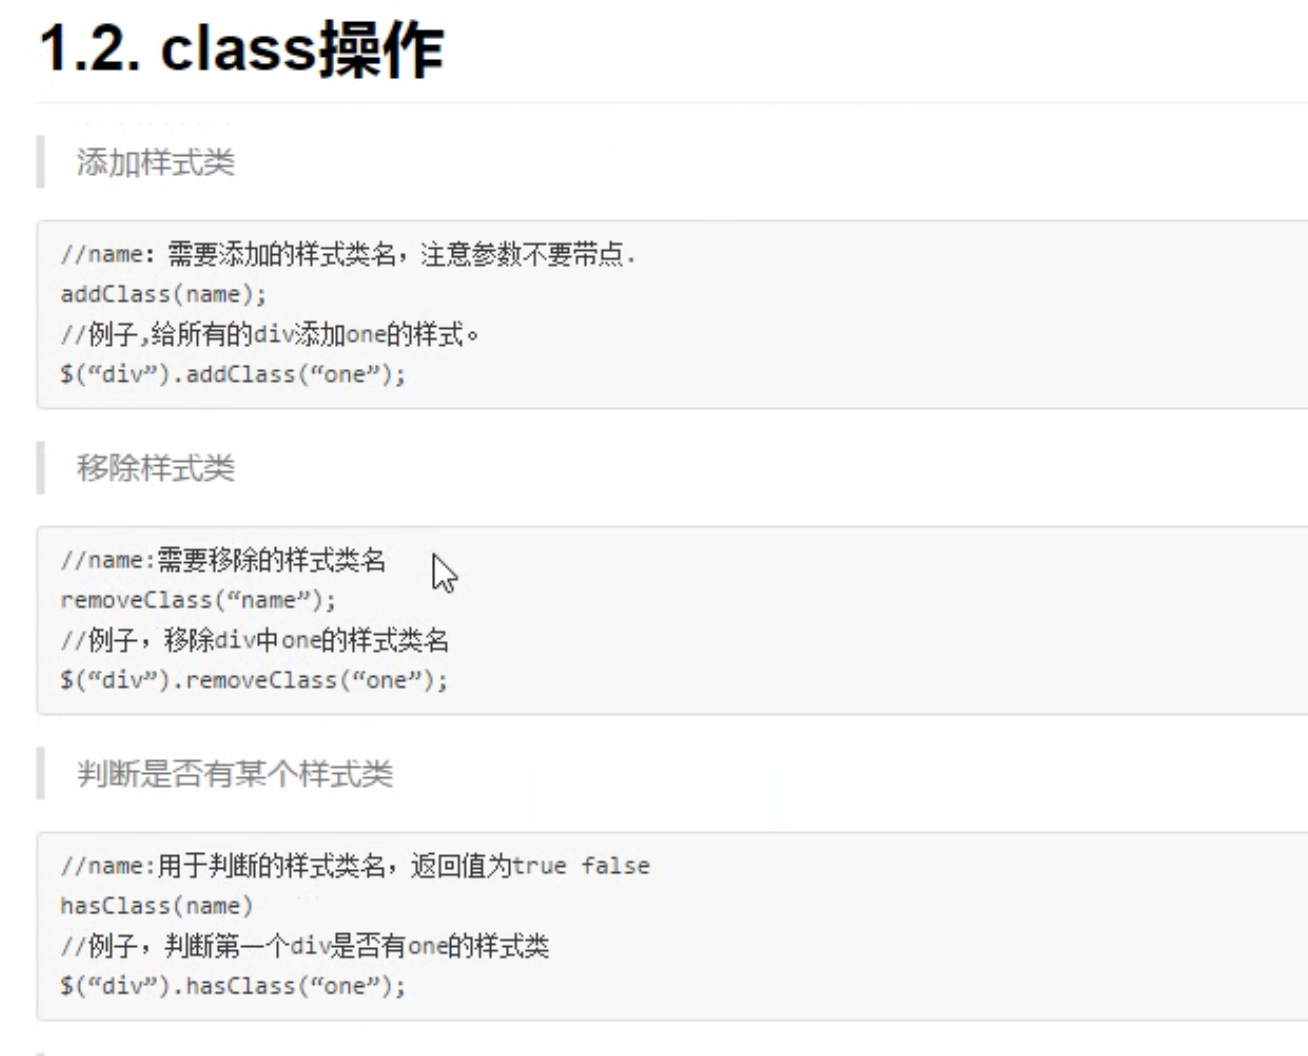 1.2. class操作
添加样式类
//name: 需要添加的样式类名，注意参数不要带点.
addClass(name);
//例子,给所有的div添加one的样式。
$(“div”).addClass(“one”);
移除样式类
//name:需要移除的样式类名
removeClass(“name”);
//例子，移除div中one的样式类名
$(“div”).removeClass(“one”);
判断是否有某个样式类
//name:用于判断的样式类名，返回值为true false
hasClass(name)
//例子，判断第一个div是否有one的样式类
$(“div”).hasClass(“one”);